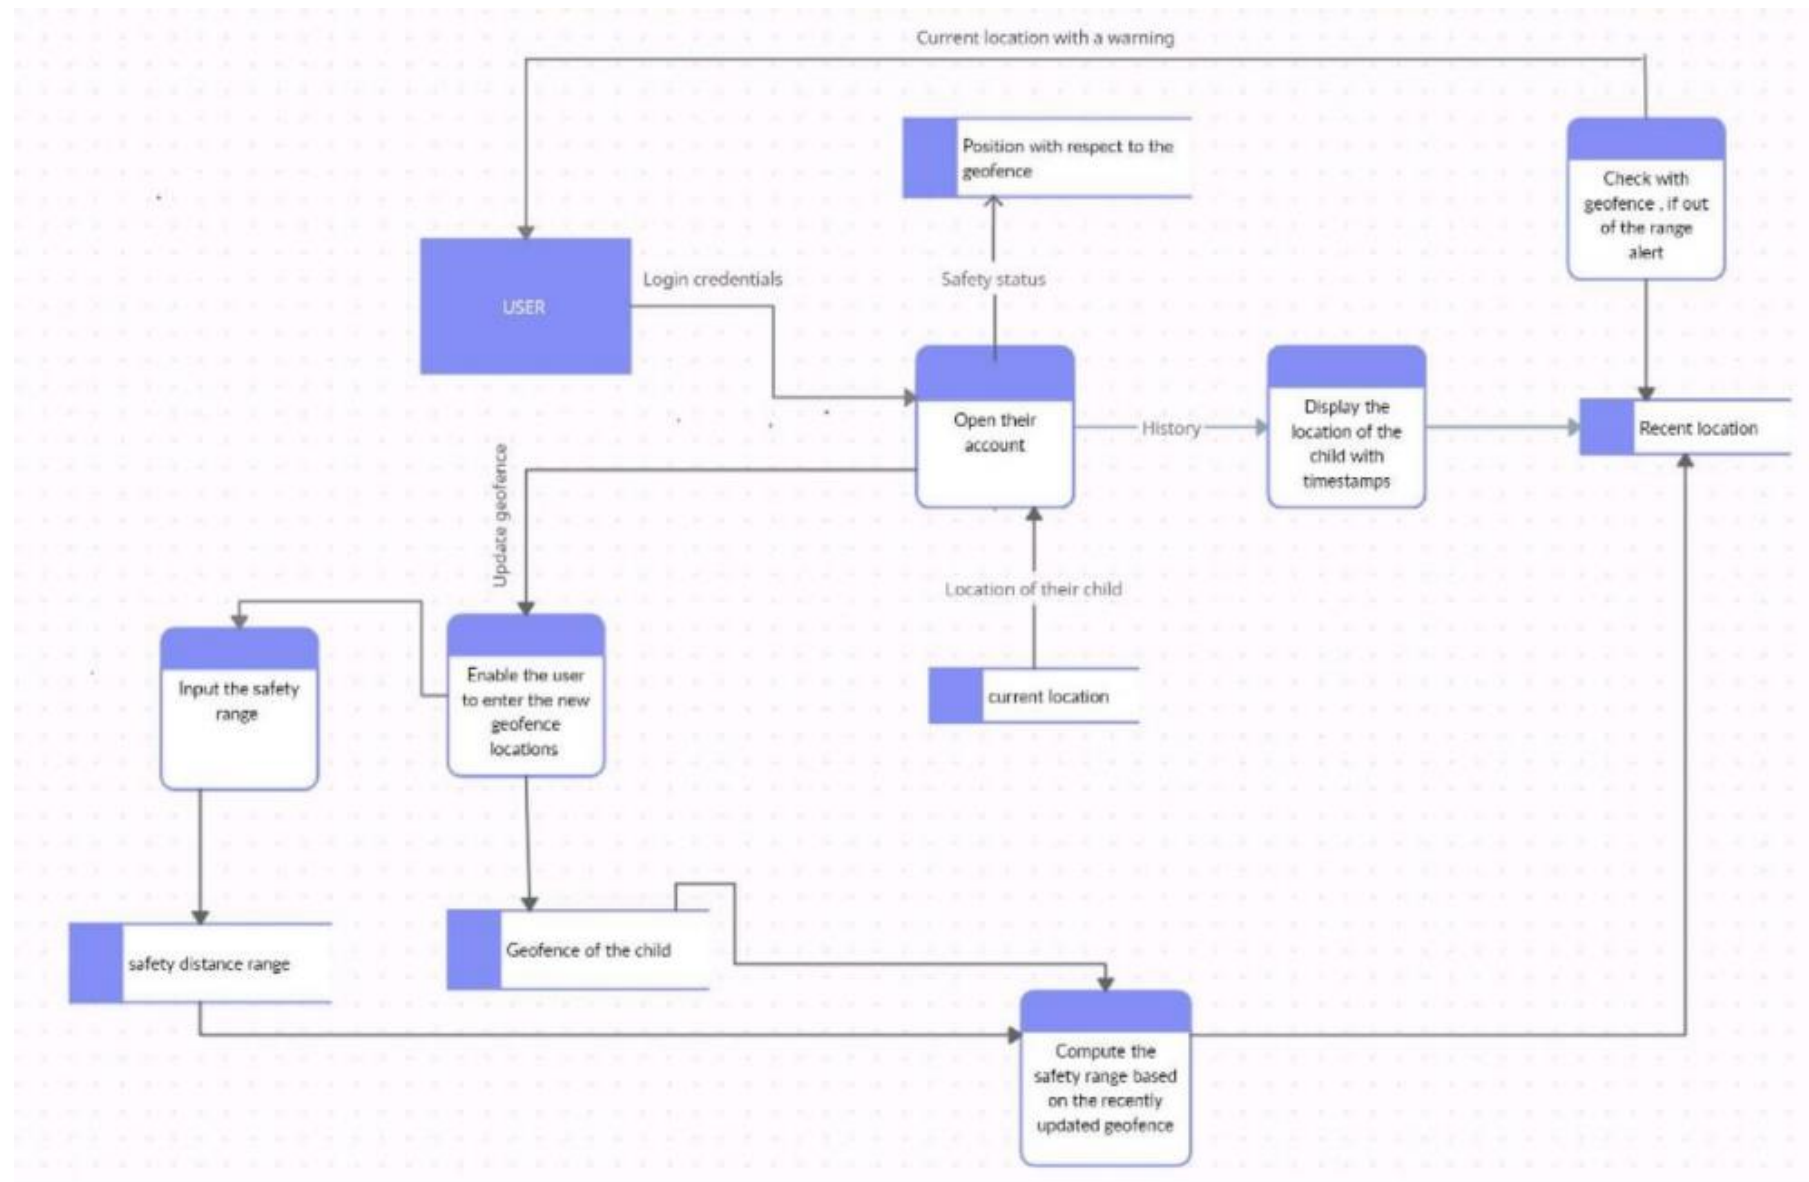 Current location with a warning
Position with respect to the
geofence
Check with
geofence , if out
of the range
alert
USER
Login credentials
Safety status
Open their
account
History
Display the
location of the
child with
timestamps
Recent location
Update geofence
Location of their child
current location
Input the safety
range
Enable the user
to enter the new
geofence
locations
safety distance range
Geofence of the child
Compute the
safety range based
on the recently
updated geofence